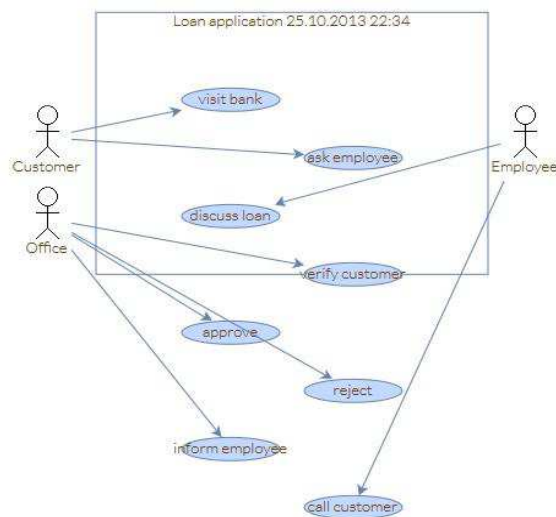 Loan application 25.10.2013 22:34
visit bank
Customer
ask employee
Employee
discuss loan
Office
verify customer
approve
reject
inform employee
call customer